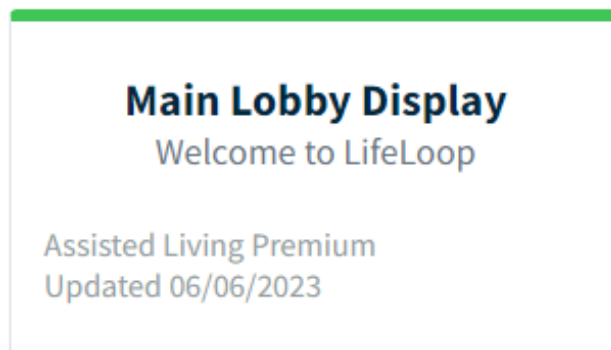 Main Lobby Display
Welcome to LifeLoop
Assisted Living Premium
Updated 06/06/2023